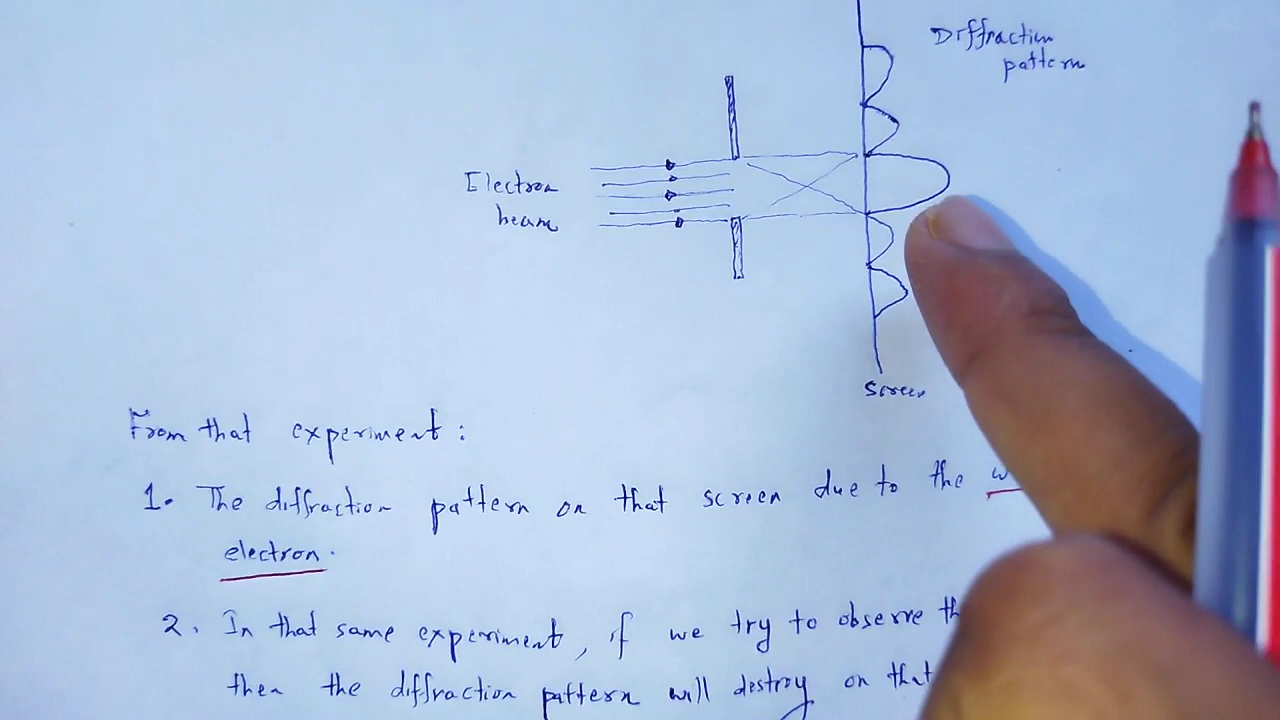 Diffraction
pattern
Electron
beam
Screen
From that experiment:
1. The diffraction pattern on that screen due to the
electron.
2. In that same experiment, if we try to observe
then the diffraction pattern will destroy on that